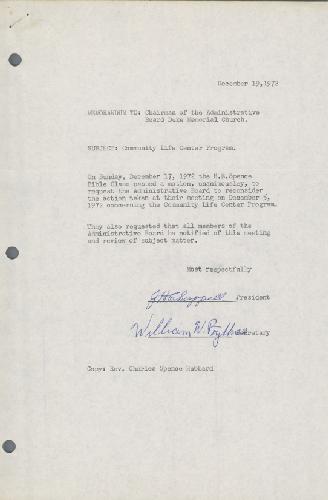 December 19, 1972
MEMORANDUM TO: Chairman of the Administrative
Board Duke Memorial Church.
SUBJECT: Community Life Center Program.
On Sunday, December 17, 1972 the H.E.Spence
Bible Class passed a motion, unanimously, to
request the Administrative Board to reconsider
the action taken at their meeting on December 5,
1972 concerning the Community Life Center Program.
They also requested that all members of the
Administrative Board be notified of this meeting
and review of subject matter.
Most respectfully
President
William W. Secretary
Copy: Rev. Charles Spence Hubbard